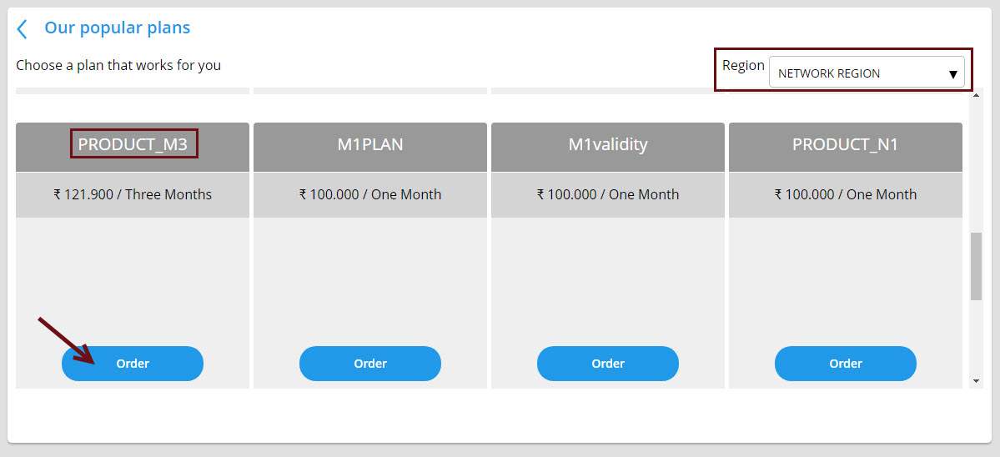 Our popular plans
Choose a plan that works for you
Region NETWORK REGION
PRODUCT_M3 M1PLAN M1validity PRODUCT_N1
₹ 121.900 / Three Months ₹ 100.000 / One Month ₹ 100.000 / One Month ₹ 100.000 / One Month
Order Order Order Order